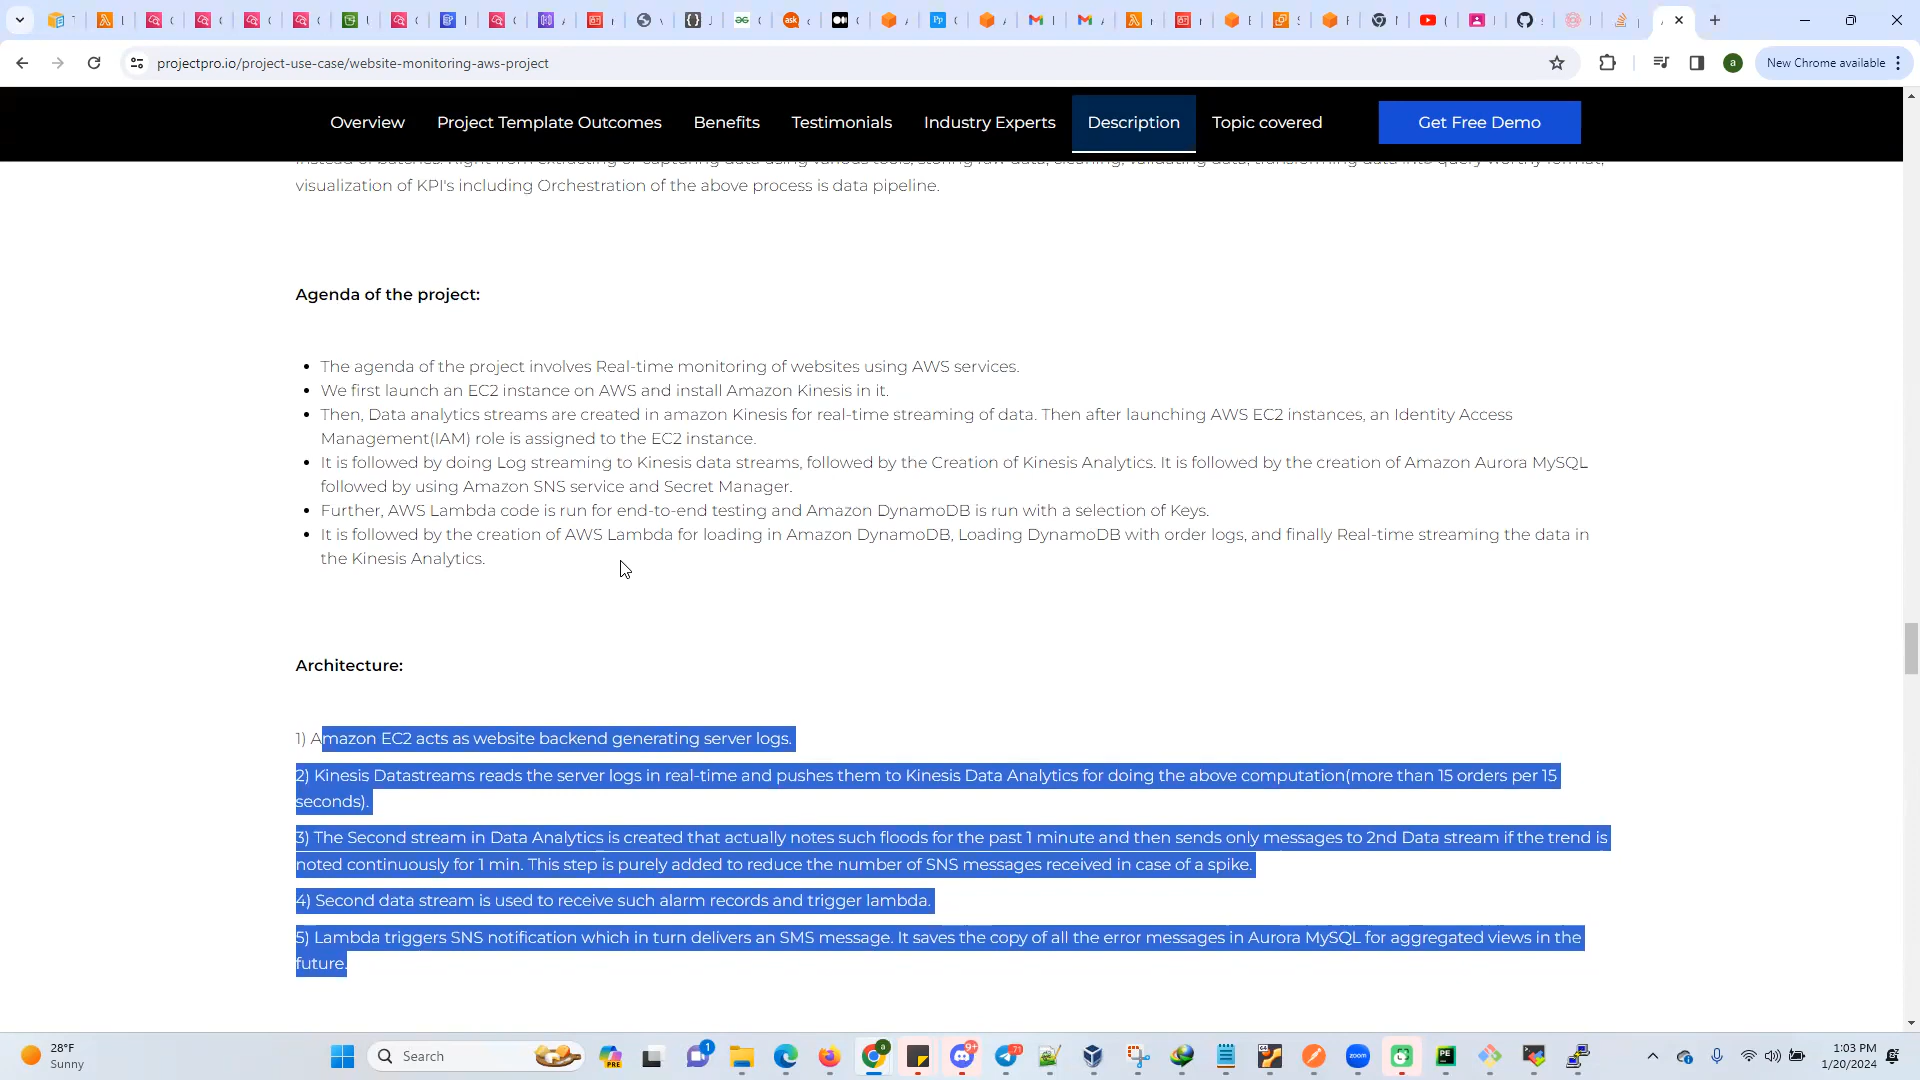 projectpro.io/project-use-case/website-monitoring-aws-project
New Chrome available
Overview
Project Template Outcomes
Benefits
Testimonials
Industry Experts
Description
Topic covered
Get Free Demo
visualization of KPI's including Orchestration of the above process is data pipeline.
Agenda of the project:
The agenda of the project involves Real-time monitoring of websites using AWS services.
We first launch an EC2 instance on AWS and install Amazon Kinesis in it.
Then, Data analytics streams are created in amazon Kinesis for real-time streaming of data. Then after launching AWS EC2 instances, an Identity Access
Management(IAM) role is assigned to the EC2 instance.
It is followed by doing Log streaming to Kinesis data streams, followed by the Creation of Kinesis Analytics. It is followed by the creation of Amazon Aurora MySQL
followed by using Amazon SNS service and Secret Manager.
Further, AWS Lambda code is run for end-to-end testing and Amazon DynamoDB is run with a selection of Keys.
It is followed by the creation of AWS Lambda for loading in Amazon DynamoDB, Loading DynamoDB with order logs, and finally Real-time streaming the data in
the Kinesis Analytics.
Architecture:
1) Amazon EC2 acts as website backend generating server logs.
2) Kinesis Datastreams reads the server logs in real-time and pushes them to Kinesis Data Analytics for doing the above computation(more than 15 orders per 15
seconds).
3) The Second stream in Data Analytics is created that actually notes such floods for the past 1 minute and then sends only messages to 2nd Data stream if the trend is
noted continuously for 1 min. This step is purely added to reduce the number of SNS messages received in case of a spike.
4) Second data stream is used to receive such alarm records and trigger lambda.
5) Lambda triggers SNS notification which in turn delivers an SMS message. It saves the copy of all the error messages in Aurora MySQL for aggregated views in the
future.
28°F
Sunny
Search
1:03 PM
1/20/2024